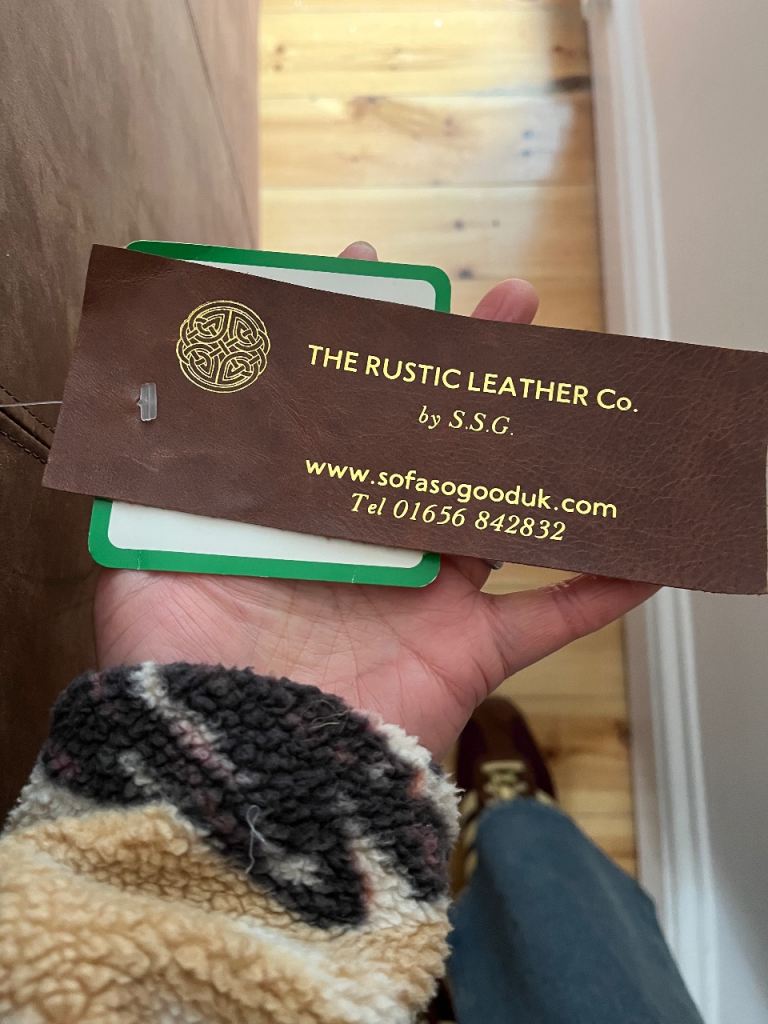 THE RUSTIC LEATHER Co.
by S.S.G.
www.sofasogooduk.com
Tel 01656 842832